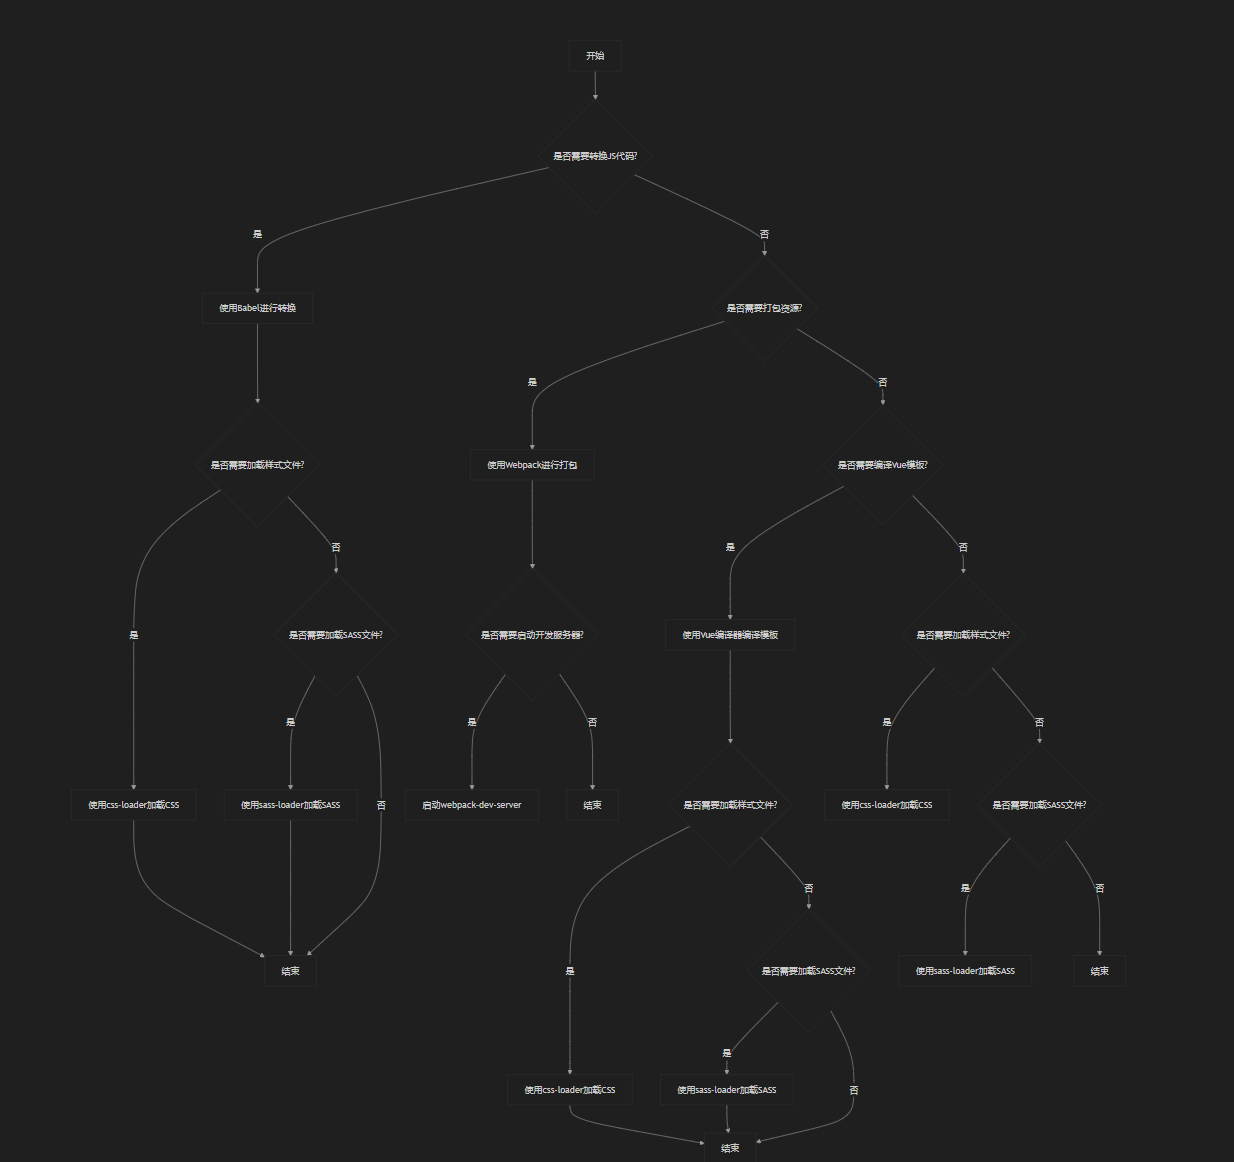 开始
是否需要转换JS代码?
是
否
使用Babel进行转换
是否需要打包资源?
是
否
是否需要加载样式文件?
使用Webpack进行打包
是否需要编译Vue模板?
否
是
否
是
是否需要加载SASS文件?
是否需要启动开发服务器?
使用Vue编译器编译模板
是否需要加载样式文件?
是
是
否
是
否
使用css-loader加载CSS
使用sass-loader加载SASS
否
启动webpack-dev-server
结束
是否需要加载样式文件?
使用css-loader加载CSS
是否需要加载SASS文件?
否
是
否
结束
是
是否需要加载SASS文件?
使用sass-loader加载SASS
结束
是
使用css-loader加载CSS
使用sass-loader加载SASS
否
结束